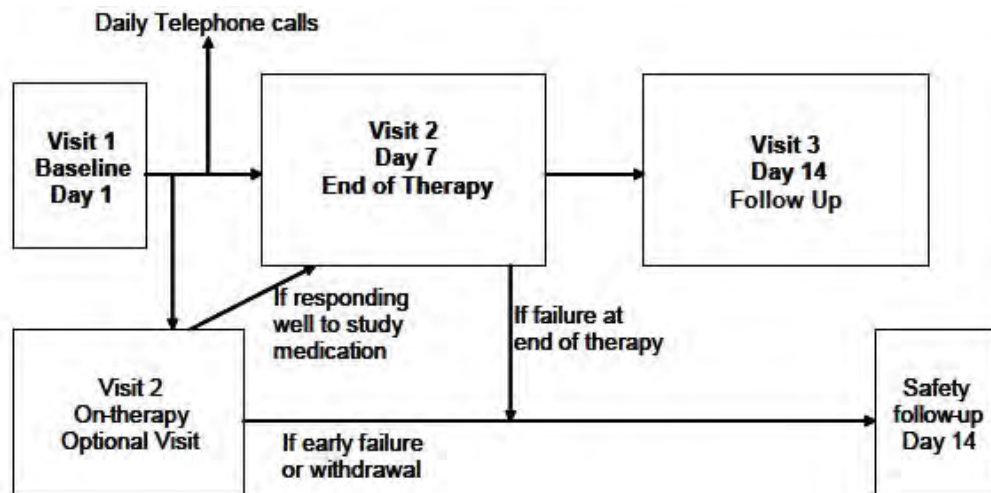 Daily Telephone calls
Visit 1
Baseline
Day 1
Visit 2
Day 7
End of Therapy
Visit 3
Day 14
Follow Up
If responding
well to study
medication
If failure at
end of therapy
Visit 2
On-therapy
Optional Visit
If early failure
or withdrawal
Safety
follow-up
Day 14